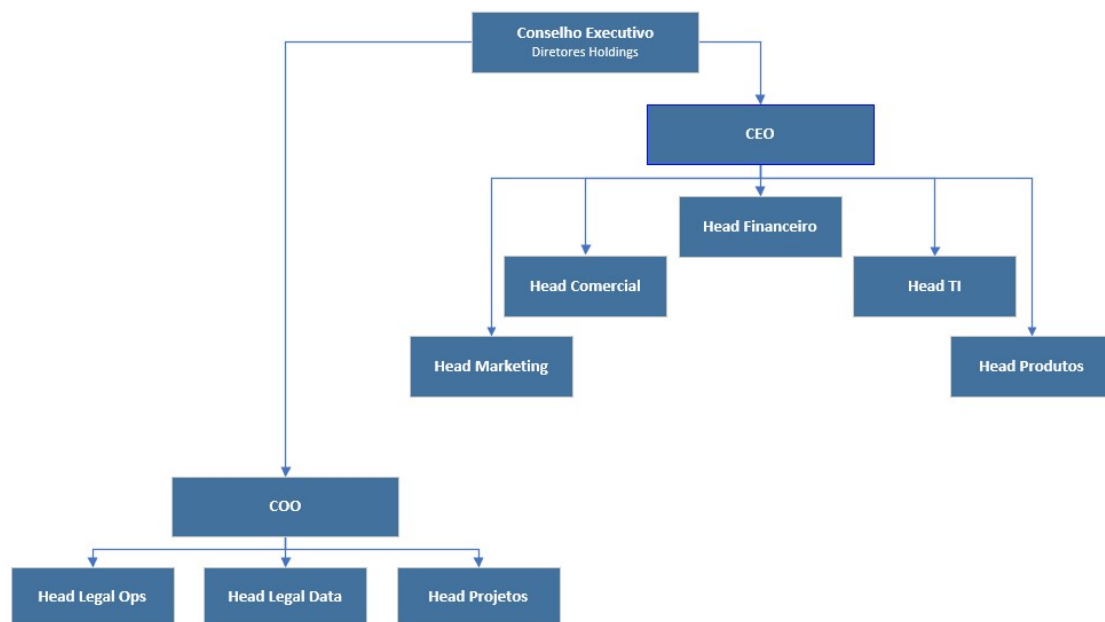 Conselho Executivo
Diretores Holdings
CEO
Head Financeiro
Head Comercial
Head TI
Head Marketing
Head Produtos
COO
Head Legal Ops
Head Legal Data
Head Projetos